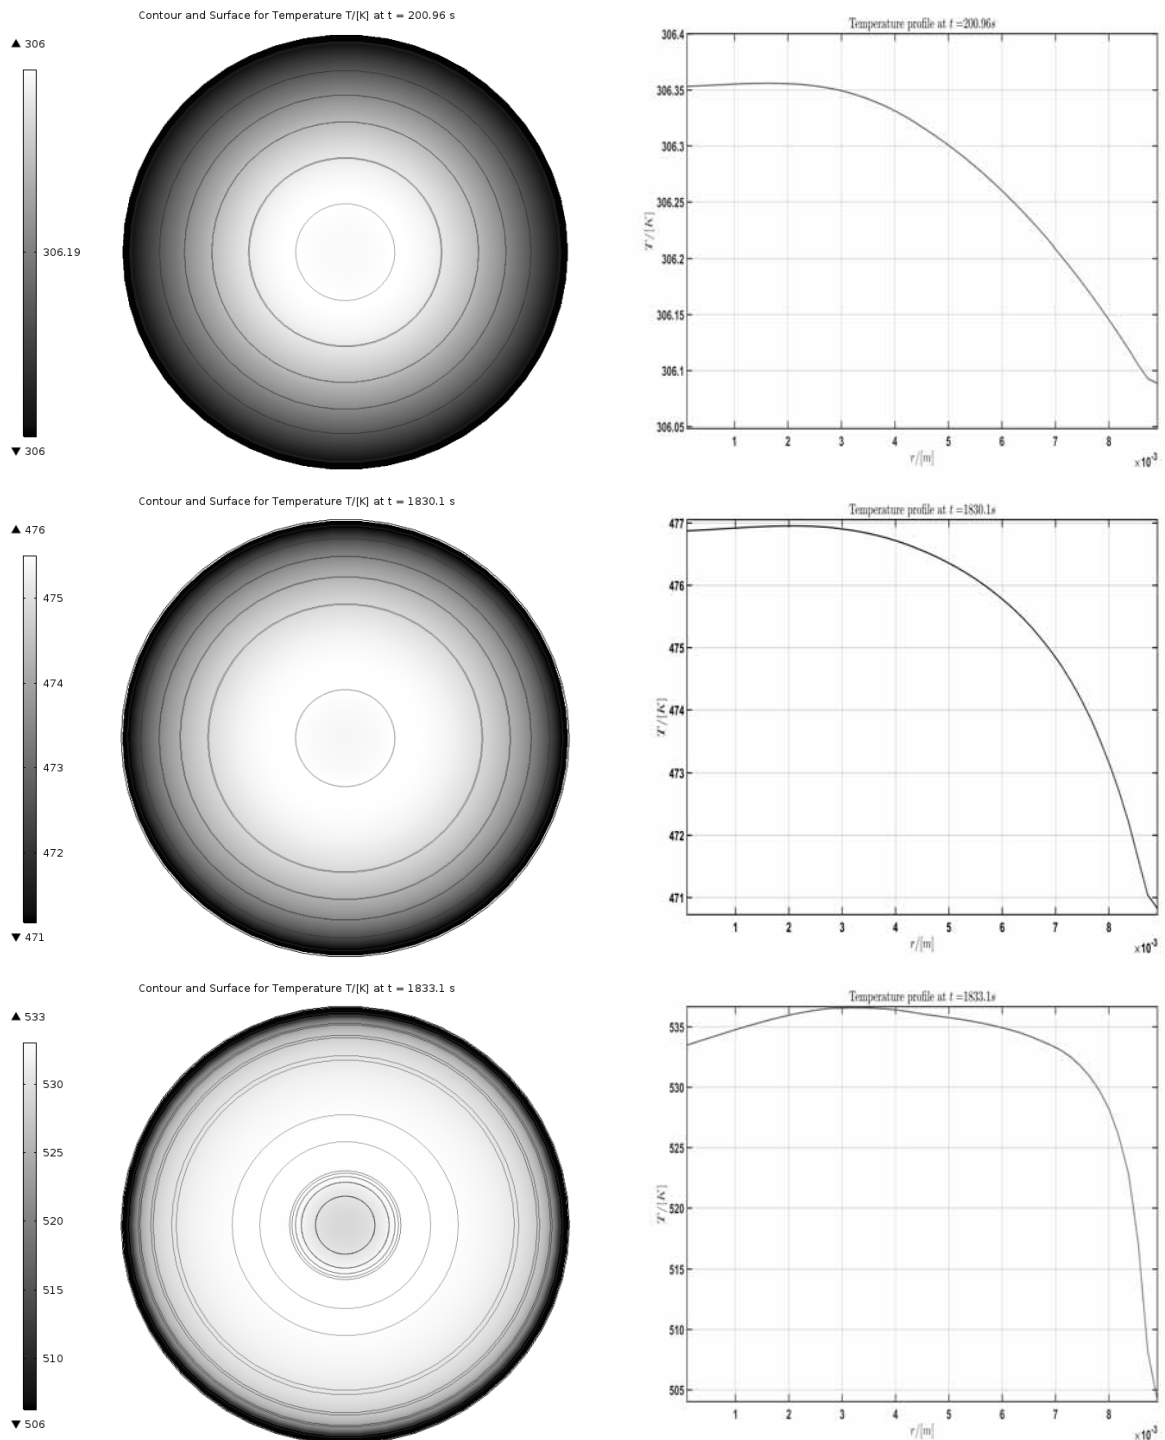 Contour and Surface for Temperature T/[K] at t = 200.96 s
▲ 306
306.19
▼ 306
Temperature profile at t =200.96s
306.4
306.35
306.3
306.25
306.2
306.15
306.1
306.05
T/[K]
1 2 3 4 5 6 7 8
×10⁻³
r/[m]
Contour and Surface for Temperature T/[K] at t = 1830.1 s
▲ 476
475
474
473
472
▼ 471
Temperature profile at t =1830.1s
477
476
475
474
473
472
471
T/[K]
1 2 3 4 5 6 7 8
×10⁻³
r/[m]
Contour and Surface for Temperature T/[K] at t = 1833.1 s
▲ 533
530
525
520
515
510
▼ 506
Temperature profile at t =1833.1s
535
530
525
520
515
510
505
T/[K]
1 2 3 4 5 6 7 8
×10⁻³
r/[m]